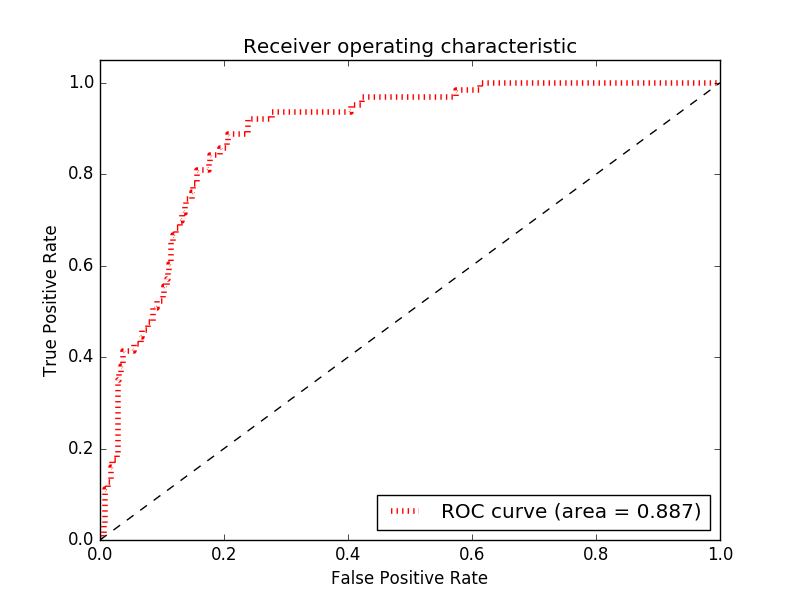 Receiver operating characteristic
1.0
0.8
0.6
0.4
0.2
0.0
True Positive Rate
ROC curve (area = 0.887)
0.0 0.2 0.4 0.6 0.8 1.0
False Positive Rate